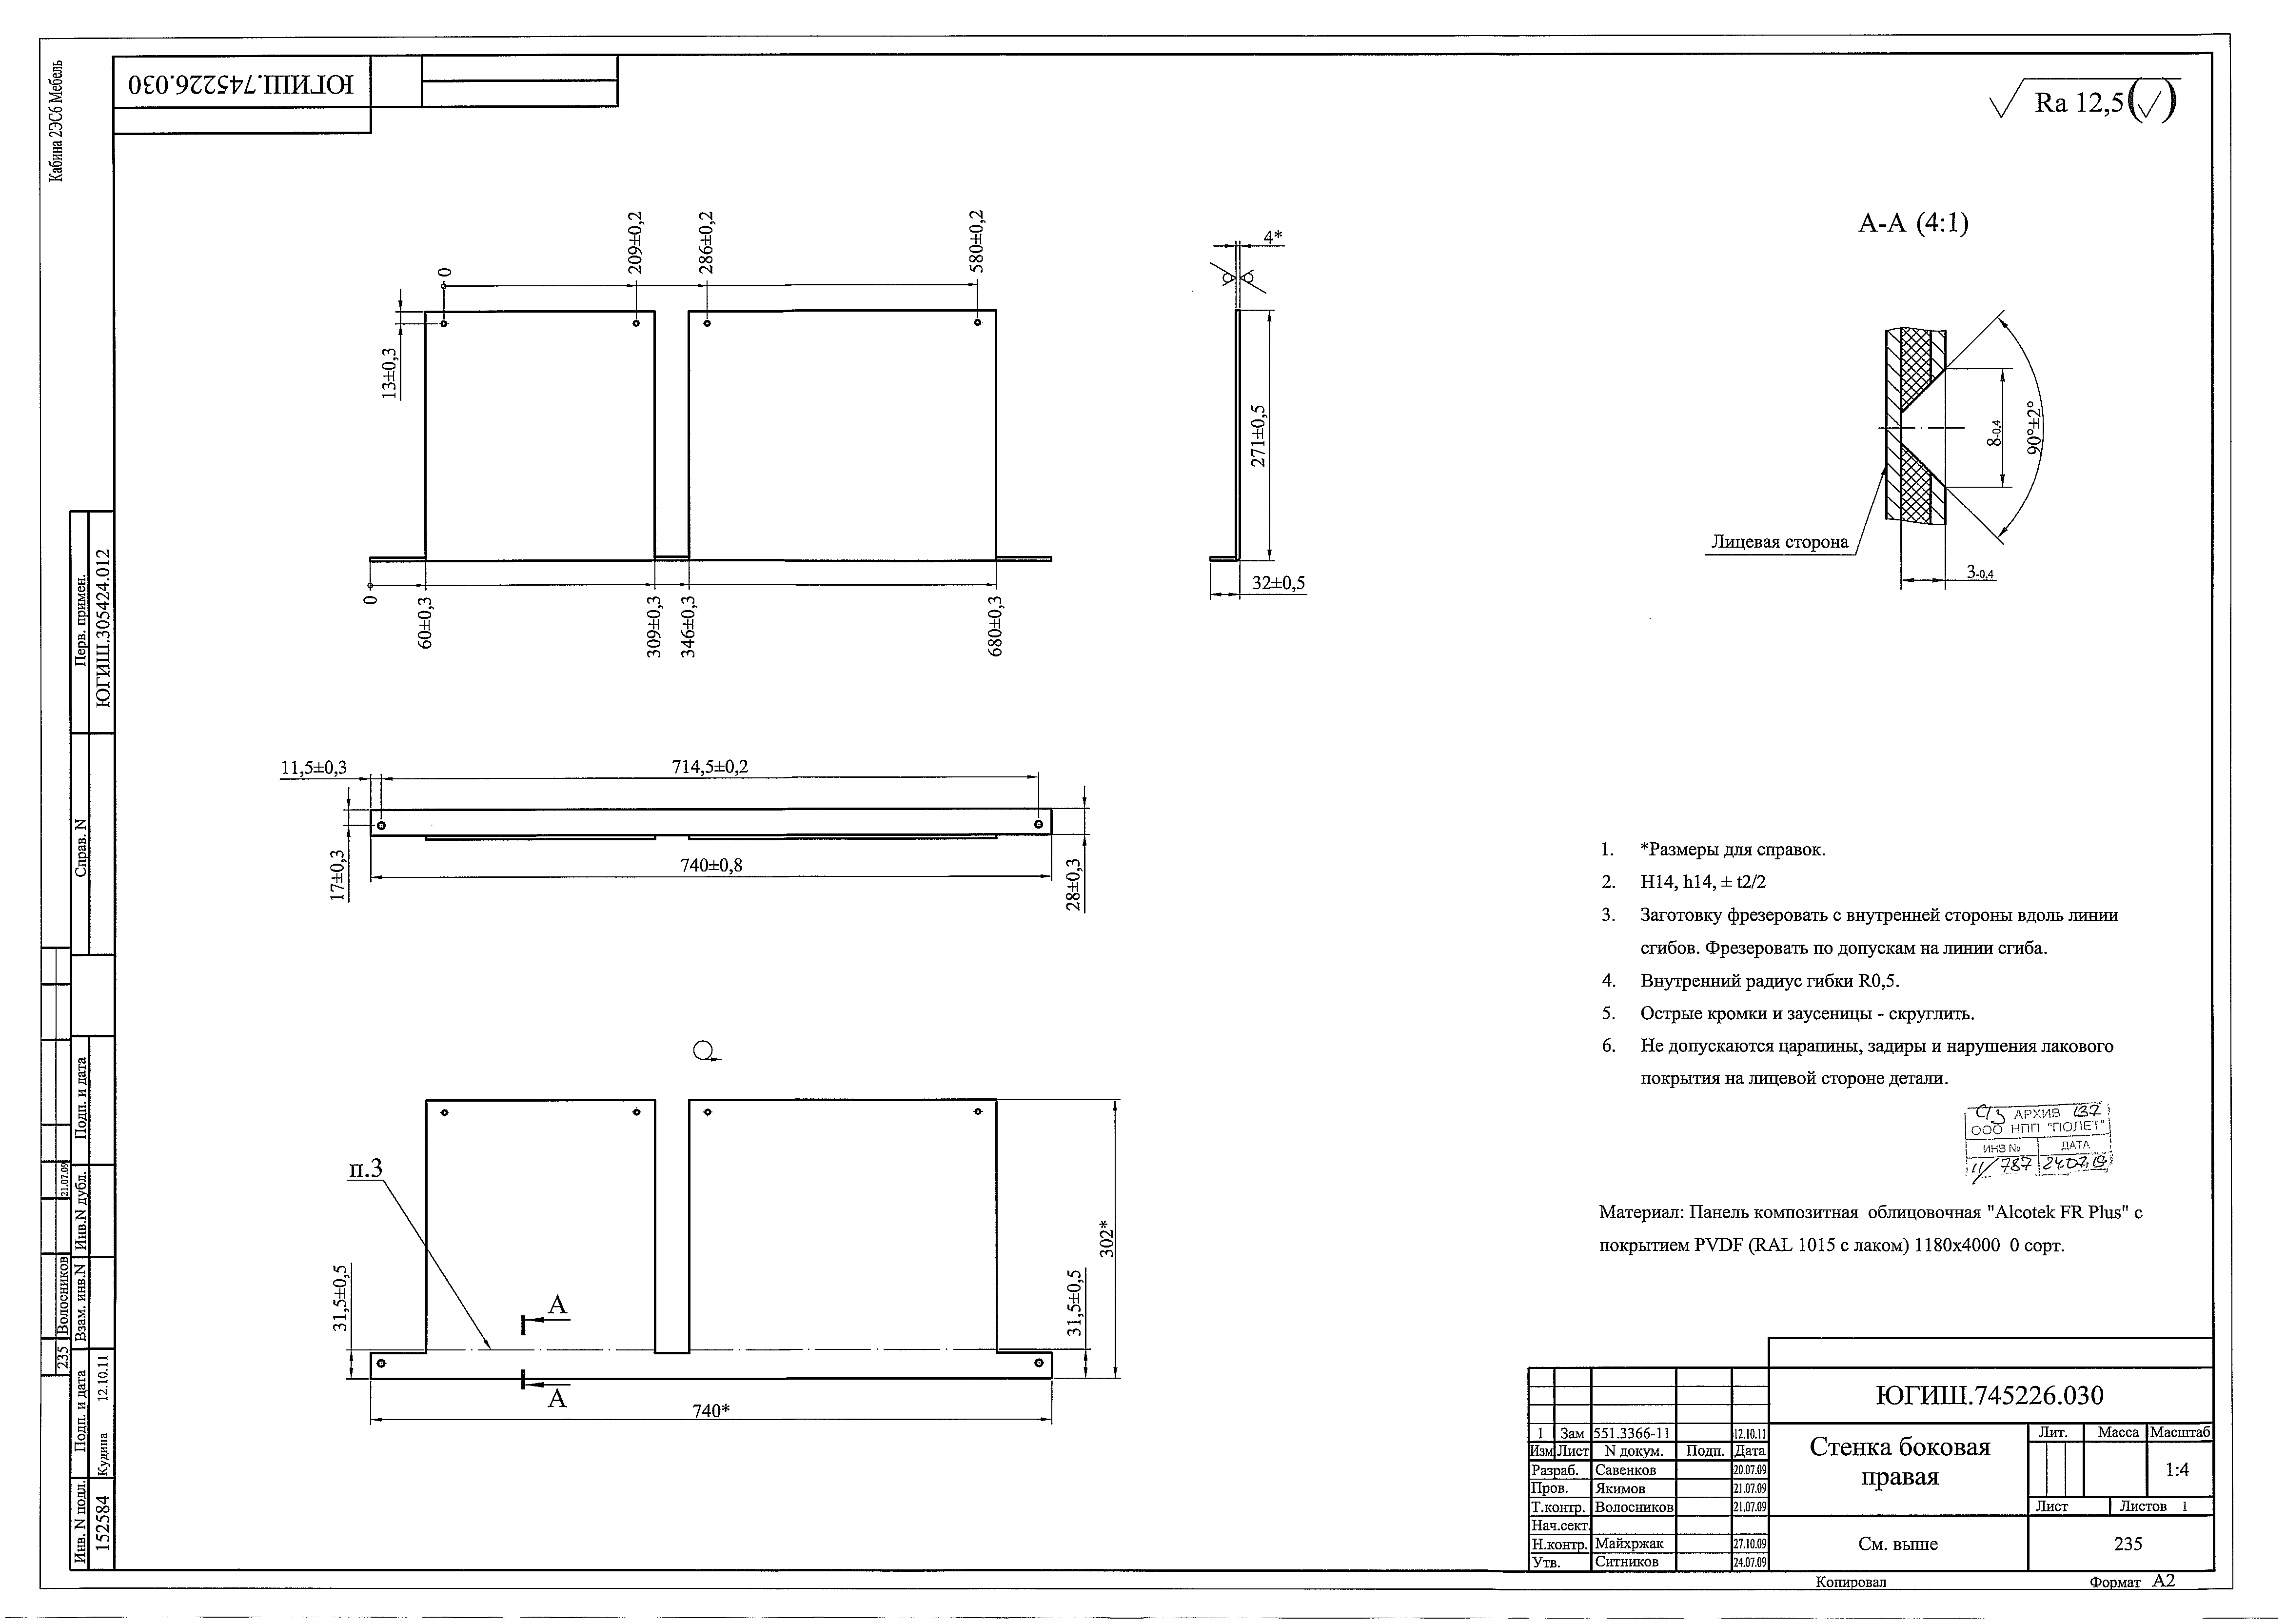 Кабина 2ЭС6 Мебель
ЮГИШ.745226.030
Ra 12,5
А-А (4:1)
0
209±0,2
286±0,2
580±0,2
13±0,3
0
60±0,3
309±0,3
346±0,3
680±0,3
4*
271±0,5
32±0,5
8-0,4
90°±2°
Лицевая сторона
3-0,4
Перв. примен.
ЮГИШ.305424.012
Справ. N
11,5±0,3
714,5±0,2
17±0,3
740±0,8
28±0,3
1. *Размеры для справок.
2. H14, h14, ± t2/2
3. Заготовку фрезеровать с внутренней стороны вдоль линии
сгибов. Фрезеровать по допускам на линии сгиба.
4. Внутренний радиус гибки R0,5.
5. Острые кромки и заусеницы - скруглить.
6. Не допускаются царапины, задиры и нарушения лакового
покрытия на лицевой стороне детали.
АРХИВ 137
ООО НПП "ПОЛЕТ"
ИНВ № ДАТА
11/787 24.07.19
Материал: Панель композитная облицовочная "Alcotek FR Plus" с
покрытием PVDF (RAL 1015 с лаком) 1180х4000 0 сорт.
п.3
31,5±0,5
А
А
31,5±0,5
302*
740*
Подп. и дата
Инв.N дубл.
Взам. инв.N
Подп. и дата
Кудина 12.10.11
Инв. N подл.
152584
235 Волосников 21.07.09
ЮГИШ.745226.030
1 Зам 551.3366-11 12.10.11
Изм Лист N докум. Подп. Дата
Разраб. Савенков 20.07.09
Пров. Якимов 21.07.09
Т.контр. Волосников 21.07.09
Нач.сект.
Н.контр. Майхржак 27.10.09
Утв. Ситников 24.07.09
Стенка боковая
правая
Лит. Масса Масштаб
1:4
Лист Листов 1
См. выше
235
Копировал Формат А2